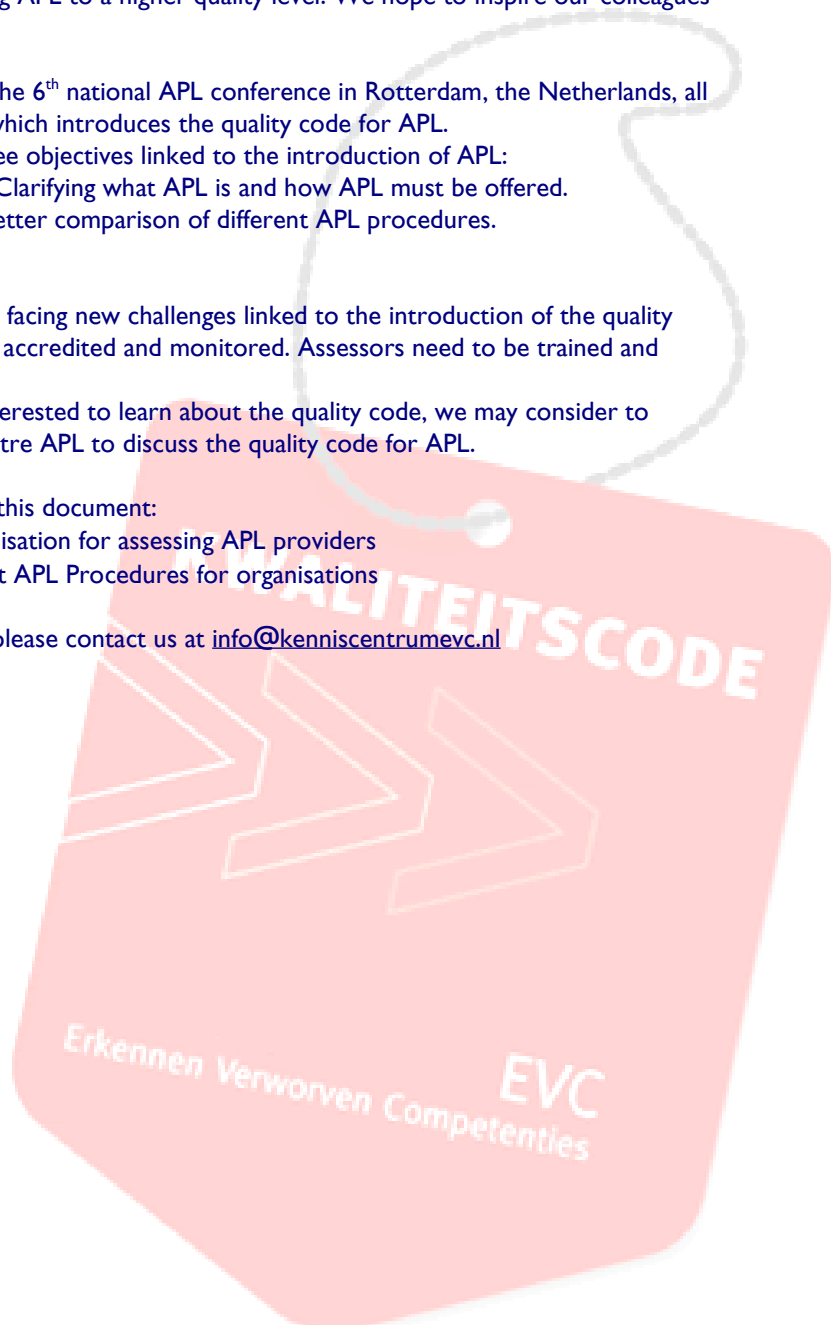 g APL to a higher quality level. We hope to inspire our colleagues
he 6th national APL conference in Rotterdam, the Netherlands, all
which introduces the quality code for APL.
ee objectives linked to the introduction of APL:
Clarifying what APL is and how APL must be offered.
etter comparison of different APL procedures.
facing new challenges linked to the introduction of the quality
accredited and monitored. Assessors need to be trained and
terested to learn about the quality code, we may consider to
tre APL to discuss the quality code for APL.
this document:
isation for assessing APL providers
t APL Procedures for organisations
please contact us at info@kenniscentrumevc.nl
KWALITEITSCODE
EVC
Erkennen Verworven Competenties